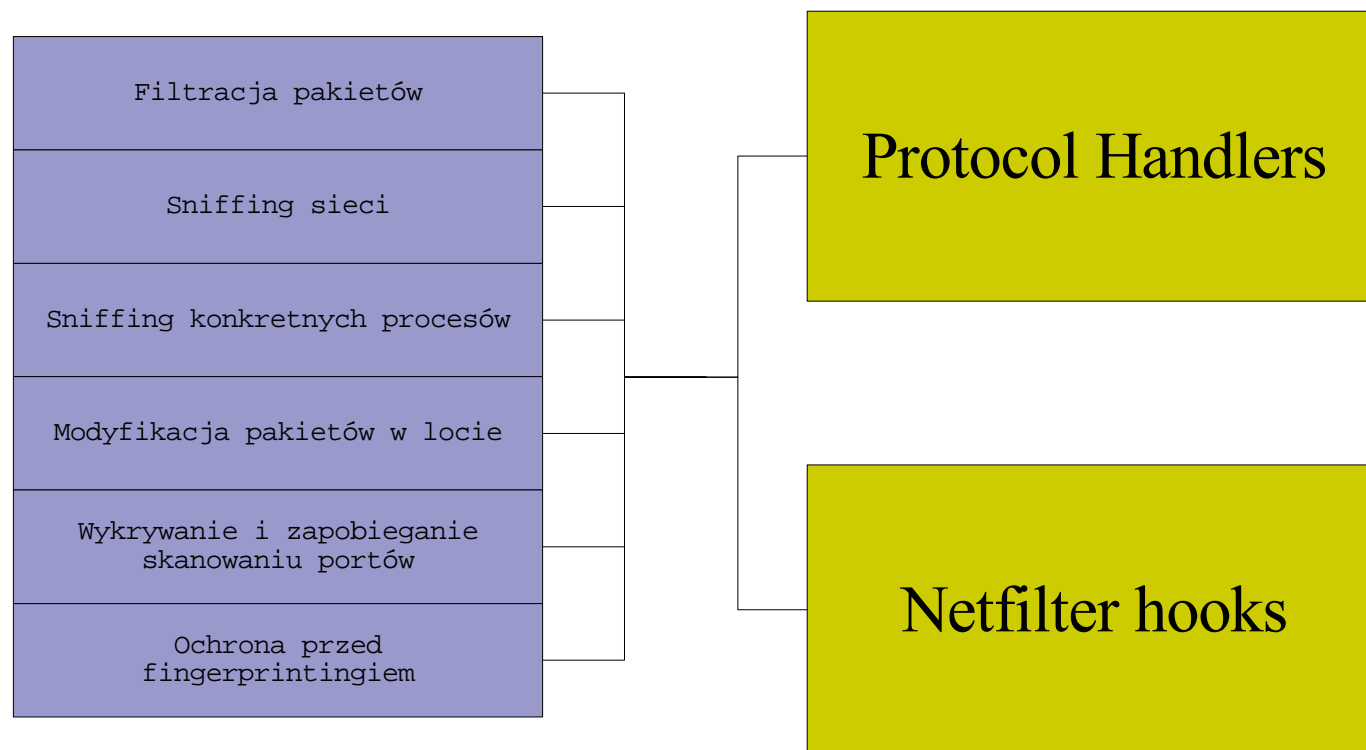 Filtracja pakietów
Sniffing sieci
Sniffing konkretnych procesów
Modyfikacja pakietów w locie
Wykrywanie i zapobieganie
skanowaniu portów
Ochrona przed
fingerprintingiem
Protocol Handlers
Netfilter hooks